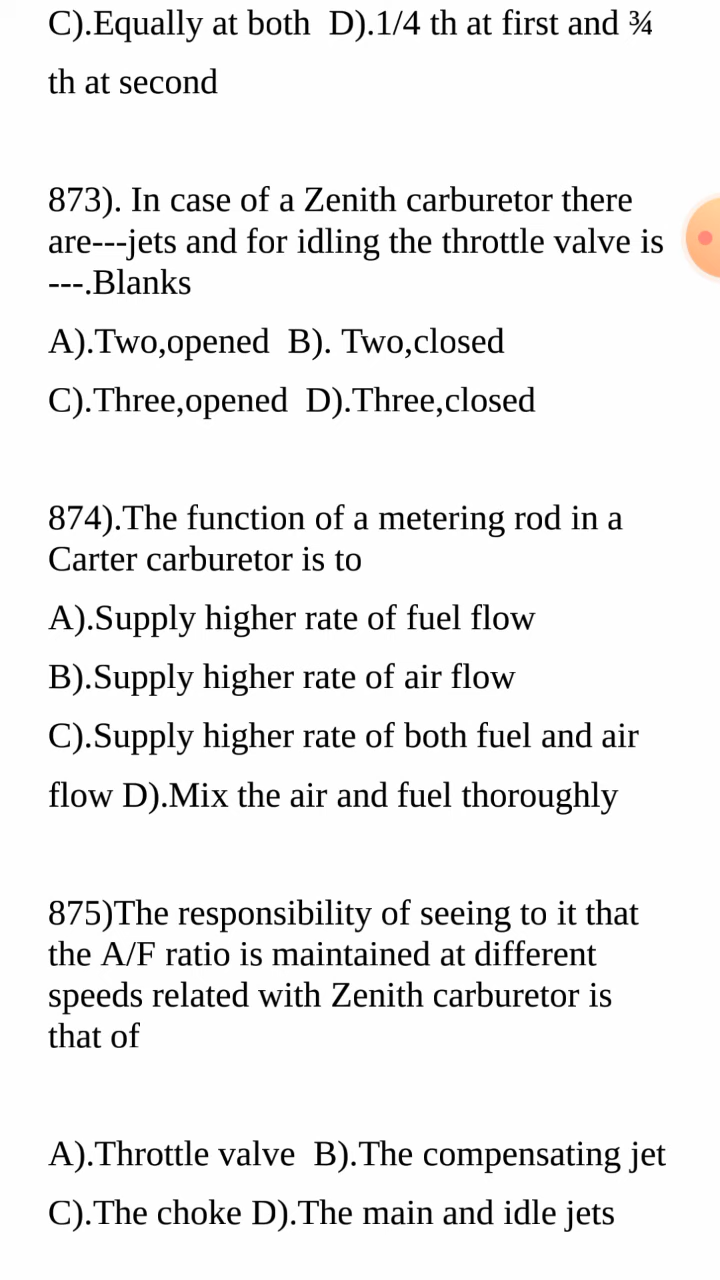 C).Equally at both  D).1/4 th at first and ¾
th at second
873). In case of a Zenith carburetor there
are---jets and for idling the throttle valve is
---.Blanks
A).Two,opened  B). Two,closed
C).Three,opened  D).Three,closed
874).The function of a metering rod in a
Carter carburetor is to
A).Supply higher rate of fuel flow
B).Supply higher rate of air flow
C).Supply higher rate of both fuel and air
flow D).Mix the air and fuel thoroughly
875)The responsibility of seeing to it that
the A/F ratio is maintained at different
speeds related with Zenith carburetor is
that of
A).Throttle valve  B).The compensating jet
C).The choke D).The main and idle jets